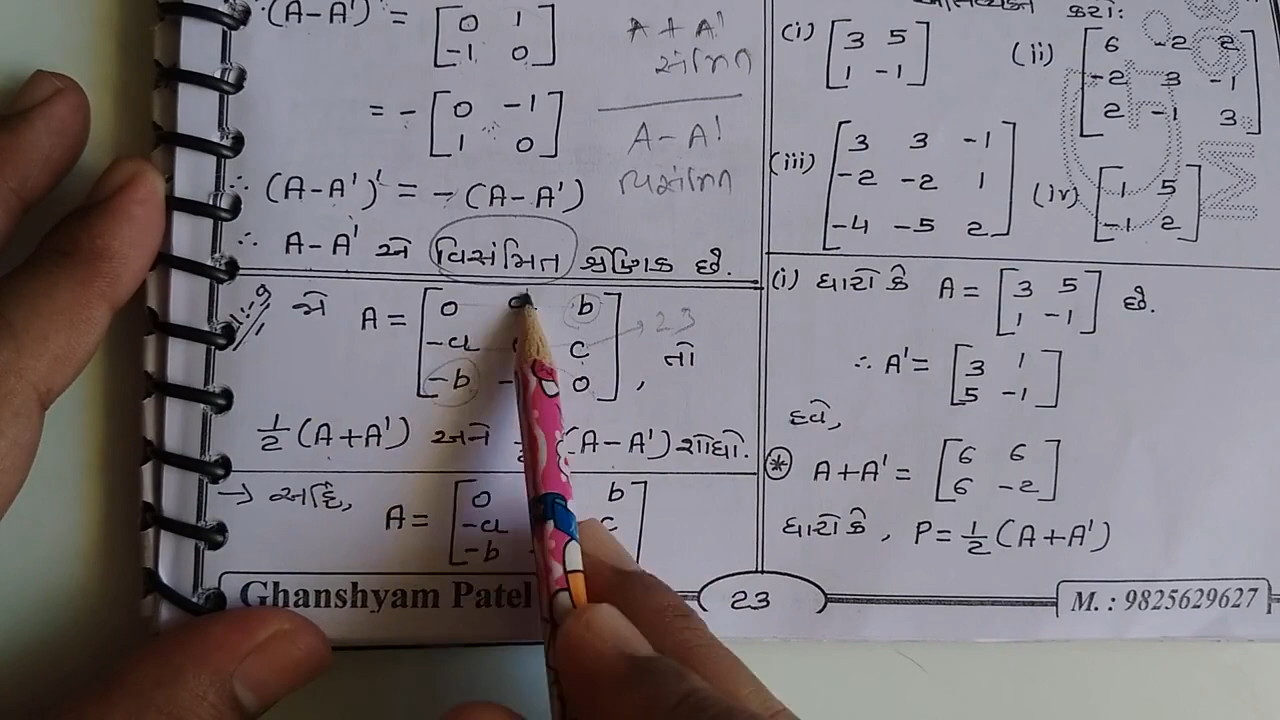 ∴(A-A') = [0 1
-1 0]
= -[0 -1
1 0]
∴ (A-A')' = -(A-A')
∴ A-A' એ વિસંમિત શ્રેણિક છે.
A+A'
સંમિત
A-A'
જો A = [0 a b
-a c
-b - 0], તો
23
½(A+A') અને (A-A') શોધો.
→ અહિં, A = [0 b
-a c
-b
Ghanshyam Patel
કરો:
(i) [3 5
1 -1]
(ii) [6 -2 2
-2 3 -1
2 -1 3]
(iii) [3 3 -1
-2 -2 1
-4 -5 2]
(iv) [1 5
-1 2]
(i) ધારો કે A = [3 5
1 -1] છે.
∴ A' = [3 1
5 -1]
હવે,
* A+A' = [6 6
6 -2]
ધારો કે, P = ½(A+A')
23
M. : 9825629627